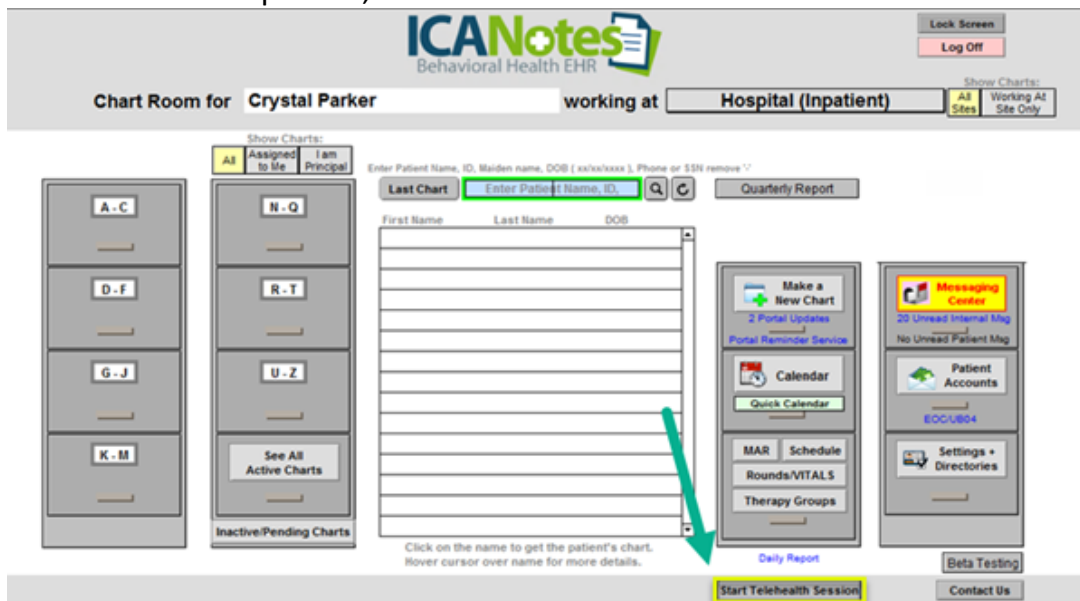 ICANotes
Behavioral Health EHR
Lock Screen
Log Off
Show Charts:
Chart Room for Crystal Parker working at Hospital (Inpatient)
All Sites
Working At Site Only
Show Charts:
All
Assigned to Me
I am Principal
Enter Patient Name, ID, Maiden name, DOB ( xx/xx/xxxx ), Phone or SSN remove '-'
Last Chart
Enter Patient Name, ID,
Quarterly Report
First Name Last Name DOB
A - C
N - Q
D - F
R - T
G - J
U - Z
K - M
See All
Active Charts
Inactive/Pending Charts
Make a
New Chart
2 Portal Updates
Portal Reminder Service
Calendar
Quick Calendar
MAR
Schedule
Rounds/VITALS
Therapy Groups
Daily Report
Messaging
Center
20 Unread Internal Msg
No Unread Patient Msg
Patient
Accounts
EOC/UB04
Settings +
Directories
Beta Testing
Click on the name to get the patient's chart.
Hover cursor over name for more details.
Start Telehealth Session
Contact Us